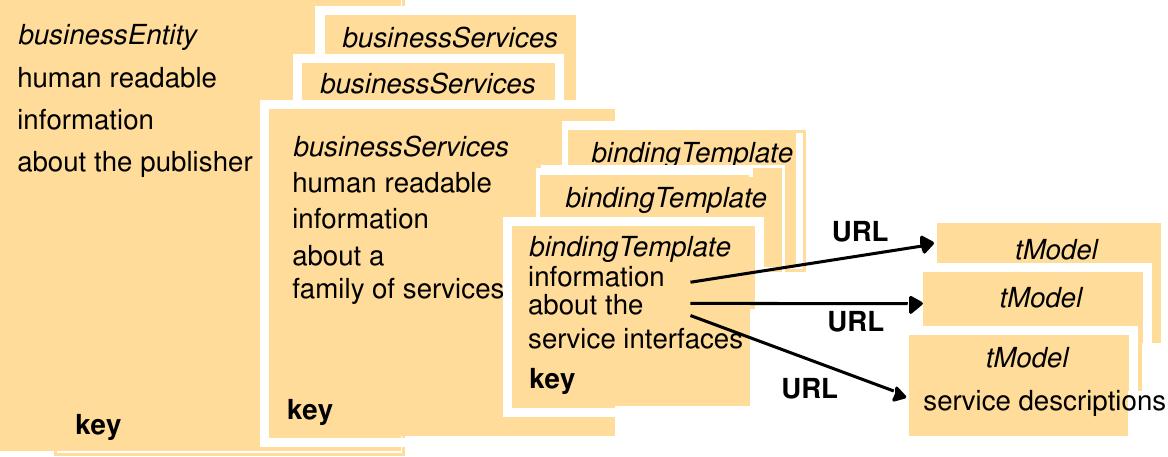 businessEntity
human readable
information
about the publisher
key
businessServices
businessServices
businessServices
human readable
information
about a
family of services
key
bindingTemplate
bindingTemplate
bindingTemplate
information
about the
service interfaces
key
URL
URL
URL
tModel
tModel
tModel
service descriptions